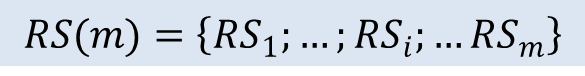 RS(m) = {RS₁; … ; RSᵢ; … RSₘ}